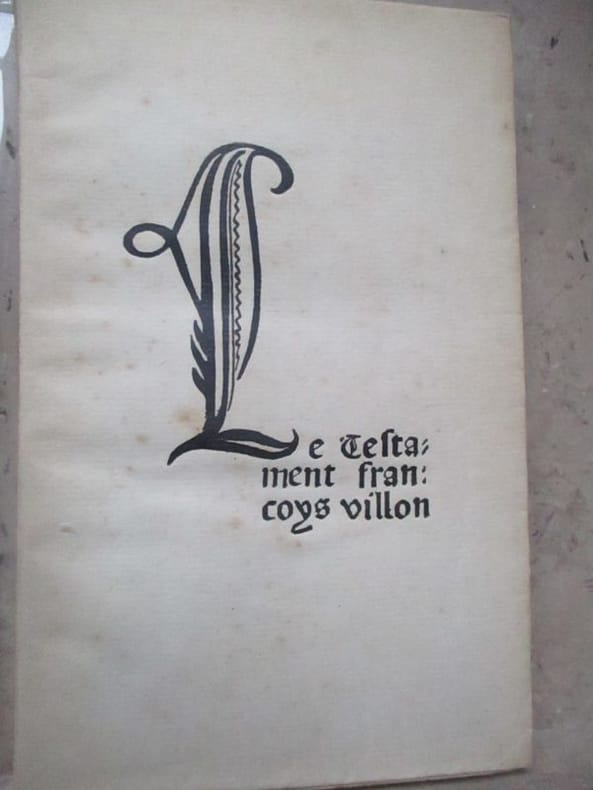 Le Teſta⸗
ment fran:
coys villon